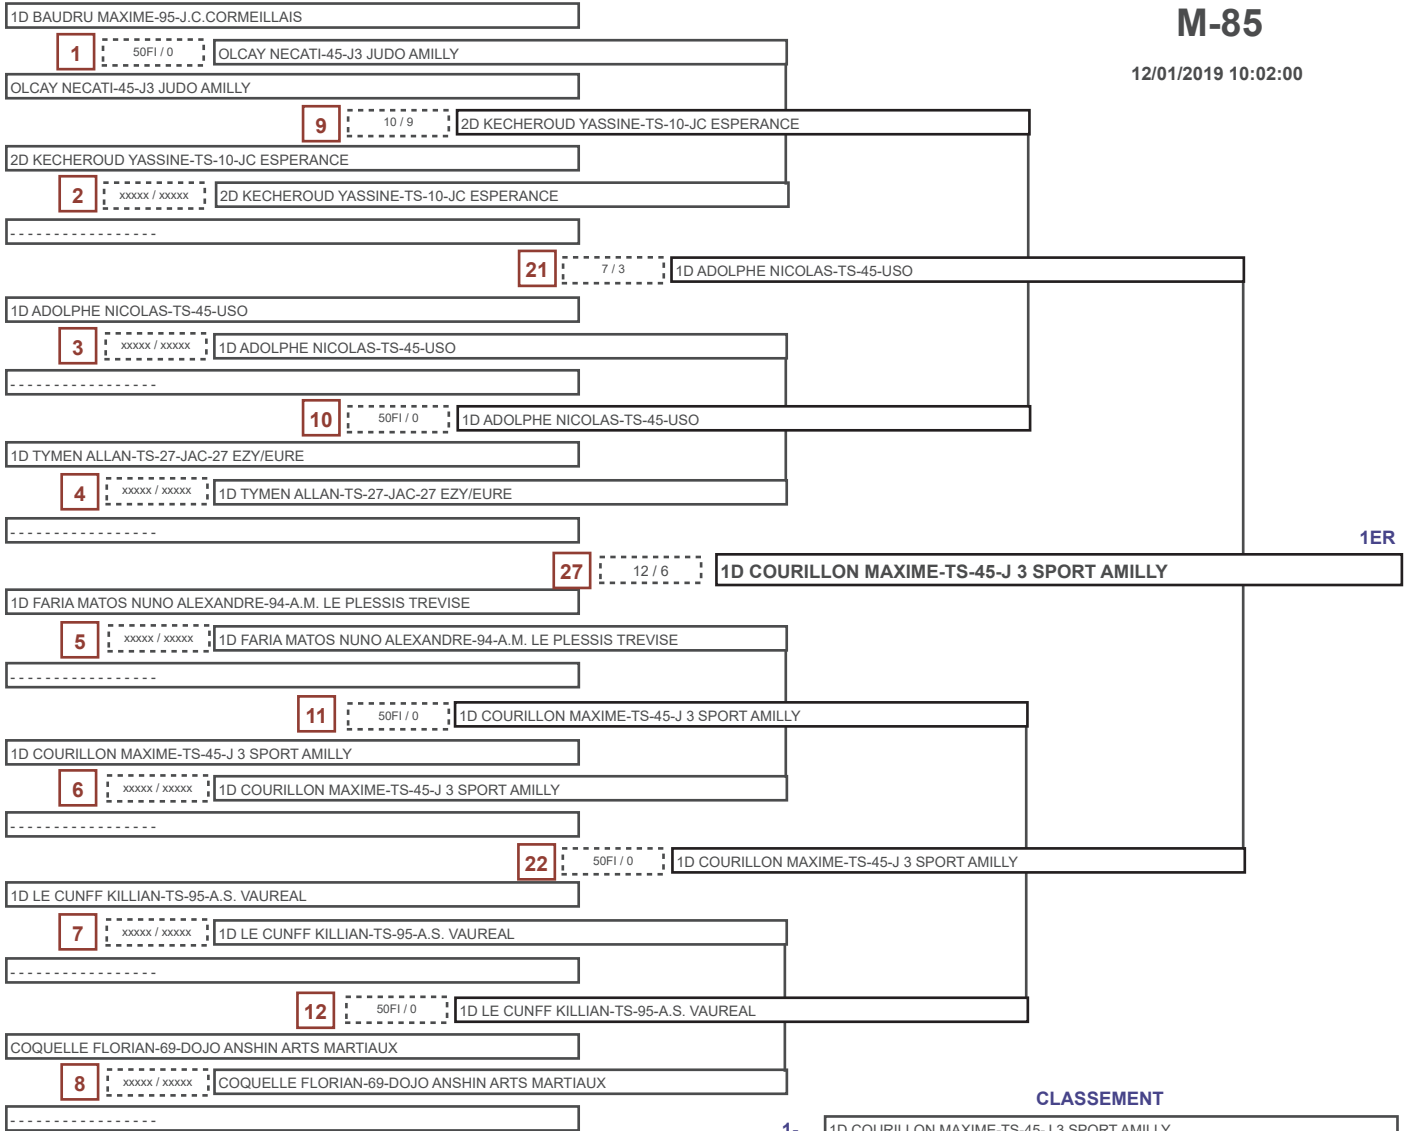 1D BAUDRU MAXIME-95-J.C.CORMEILLAIS
M-85
1 50FI / 0 OLCAY NECATI-45-J3 JUDO AMILLY
12/01/2019 10:02:00
OLCAY NECATI-45-J3 JUDO AMILLY
9 10 / 9 2D KECHEROUD YASSINE-TS-10-JC ESPERANCE
2D KECHEROUD YASSINE-TS-10-JC ESPERANCE
2 xxxxx / xxxxx 2D KECHEROUD YASSINE-TS-10-JC ESPERANCE
- - - - - - - - - - - - - - - - -
21 7 / 3 1D ADOLPHE NICOLAS-TS-45-USO
1D ADOLPHE NICOLAS-TS-45-USO
3 xxxxx / xxxxx 1D ADOLPHE NICOLAS-TS-45-USO
- - - - - - - - - - - - - - - - -
10 50FI / 0 1D ADOLPHE NICOLAS-TS-45-USO
1D TYMEN ALLAN-TS-27-JAC-27 EZY/EURE
4 xxxxx / xxxxx 1D TYMEN ALLAN-TS-27-JAC-27 EZY/EURE
- - - - - - - - - - - - - - - - -
1ER
27 12 / 6 1D COURILLON MAXIME-TS-45-J 3 SPORT AMILLY
1D FARIA MATOS NUNO ALEXANDRE-94-A.M. LE PLESSIS TREVISE
5 xxxxx / xxxxx 1D FARIA MATOS NUNO ALEXANDRE-94-A.M. LE PLESSIS TREVISE
- - - - - - - - - - - - - - - - -
11 50FI / 0 1D COURILLON MAXIME-TS-45-J 3 SPORT AMILLY
1D COURILLON MAXIME-TS-45-J 3 SPORT AMILLY
6 xxxxx / xxxxx 1D COURILLON MAXIME-TS-45-J 3 SPORT AMILLY
- - - - - - - - - - - - - - - - -
22 50FI / 0 1D COURILLON MAXIME-TS-45-J 3 SPORT AMILLY
1D LE CUNFF KILLIAN-TS-95-A.S. VAUREAL
7 xxxxx / xxxxx 1D LE CUNFF KILLIAN-TS-95-A.S. VAUREAL
- - - - - - - - - - - - - - - - -
12 50FI / 0 1D LE CUNFF KILLIAN-TS-95-A.S. VAUREAL
COQUELLE FLORIAN-69-DOJO ANSHIN ARTS MARTIAUX
8 xxxxx / xxxxx COQUELLE FLORIAN-69-DOJO ANSHIN ARTS MARTIAUX
CLASSEMENT
- - - - - - - - - - - - - - - - -
1- 1D COURILLON MAXIME-TS-45-J 3 SPORT AMILLY